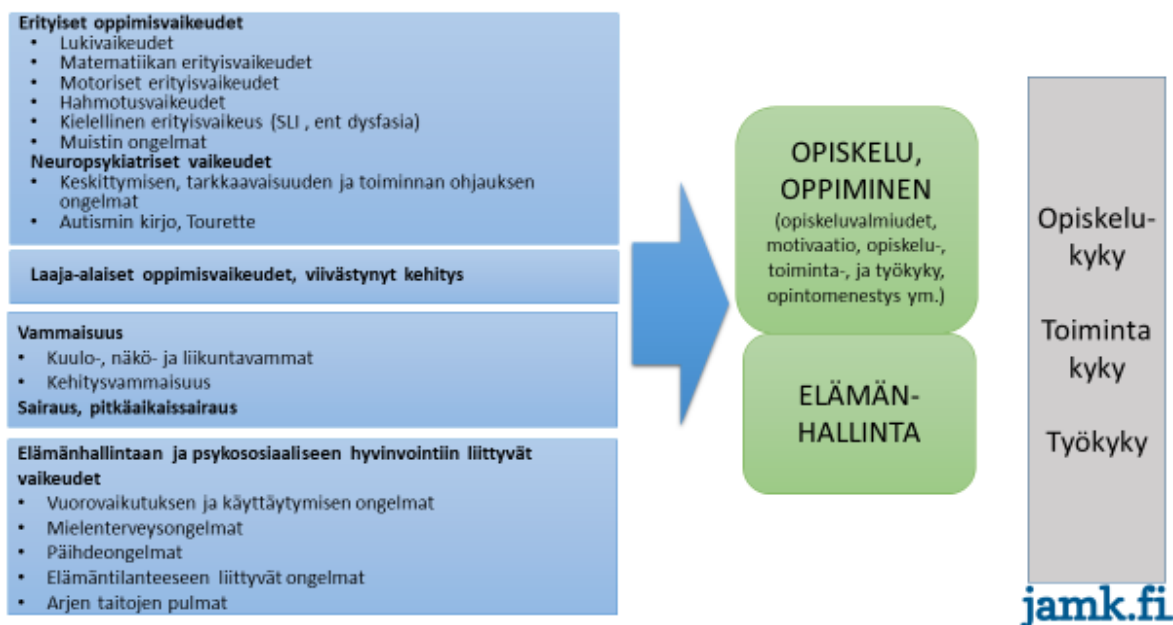 Erityiset oppimisvaikeudet
• Lukivaikeudet
• Matematiikan erityisvaikeudet
• Motoriset erityisvaikeudet
• Hahmotusvaikeudet
• Kielellinen erityisvaikeus (SLI , ent dysfasia)
• Muistin ongelmat
Neuropsykiatriset vaikeudet
• Keskittymisen, tarkkaavaisuuden ja toiminnan ohjauksen
ongelmat
• Autismin kirjo, Tourette
Laaja-alaiset oppimisvaikeudet, viivästynyt kehitys
Vammaisuus
• Kuulo-, näkö- ja liikuntavammat
• Kehitysvammaisuus
Sairaus, pitkäaikaissairaus
Elämänhallintaan ja psykososiaaliseen hyvinvointiin liittyvät
vaikeudet
• Vuorovaikutuksen ja käyttäytymisen ongelmat
• Mielenterveysongelmat
• Päihdeongelmat
• Elämäntilanteeseen liittyvät ongelmat
• Arjen taitojen pulmat
OPISKELU,
OPPIMINEN
(opiskeluvalmiudet,
motivaatio, opiskelu-,
toiminta-, ja työkyky,
opintomenestys ym.)
ELÄMÄN-
HALLINTA
Opiskelu-
kyky
Toiminta
kyky
Työkyky
jamk.fi